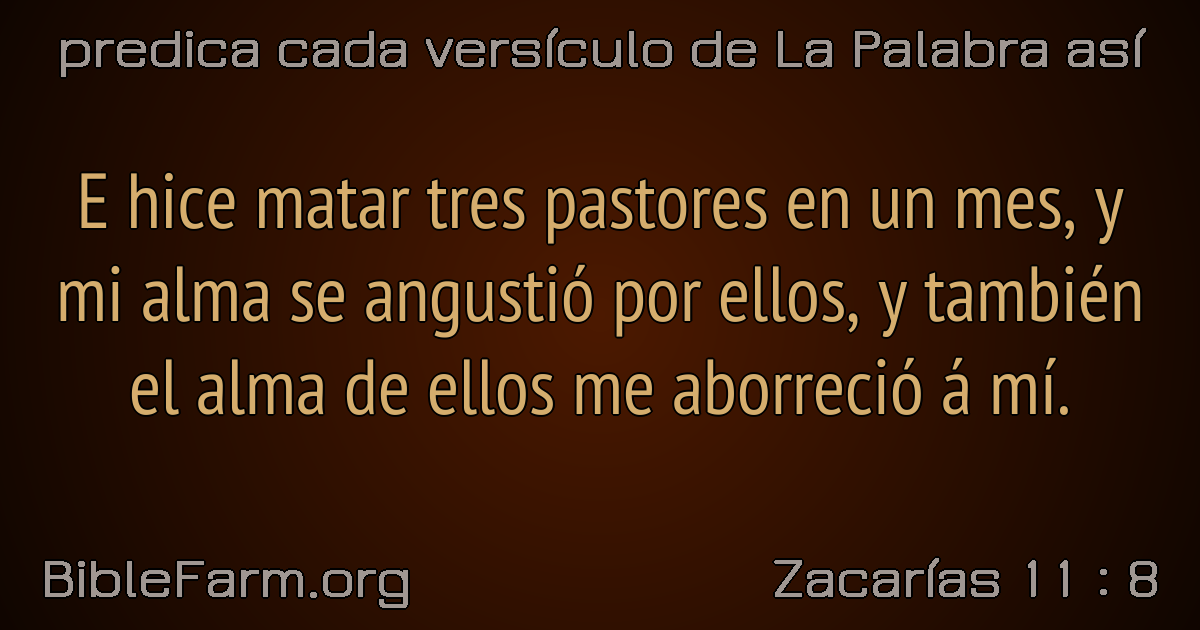 predica cada versículo de La Palabra así
E hice matar tres pastores en un mes, y
mi alma se angustió por ellos, y también
el alma de ellos me aborreció á mí.
BibleFarm.org
Zacarías 11 : 8